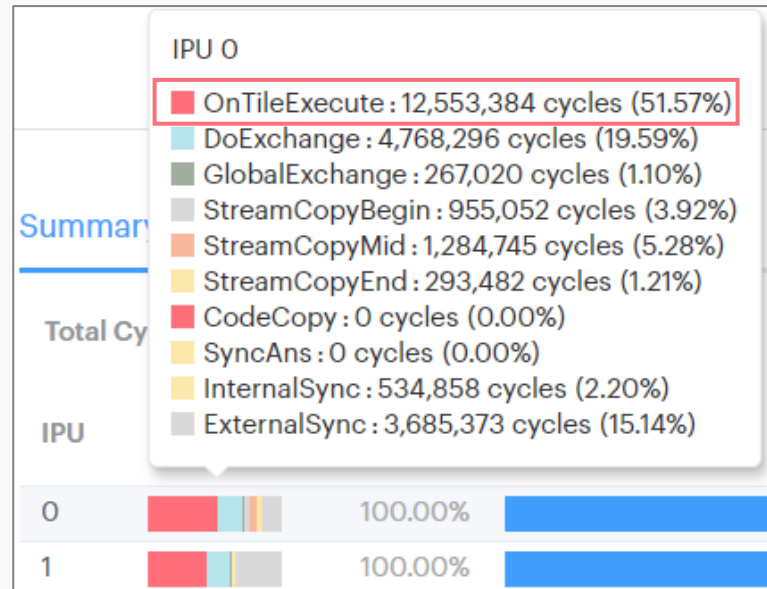 IPU 0
OnTileExecute : 12,553,384 cycles (51.57%)
DoExchange : 4,768,296 cycles (19.59%)
GlobalExchange : 267,020 cycles (1.10%)
StreamCopyBegin : 955,052 cycles (3.92%)
StreamCopyMid : 1,284,745 cycles (5.28%)
StreamCopyEnd : 293,482 cycles (1.21%)
CodeCopy : 0 cycles (0.00%)
SyncAns : 0 cycles (0.00%)
InternalSync : 534,858 cycles (2.20%)
ExternalSync : 3,685,373 cycles (15.14%)
Summary
Total Cy
IPU
0 100.00%
1 100.00%